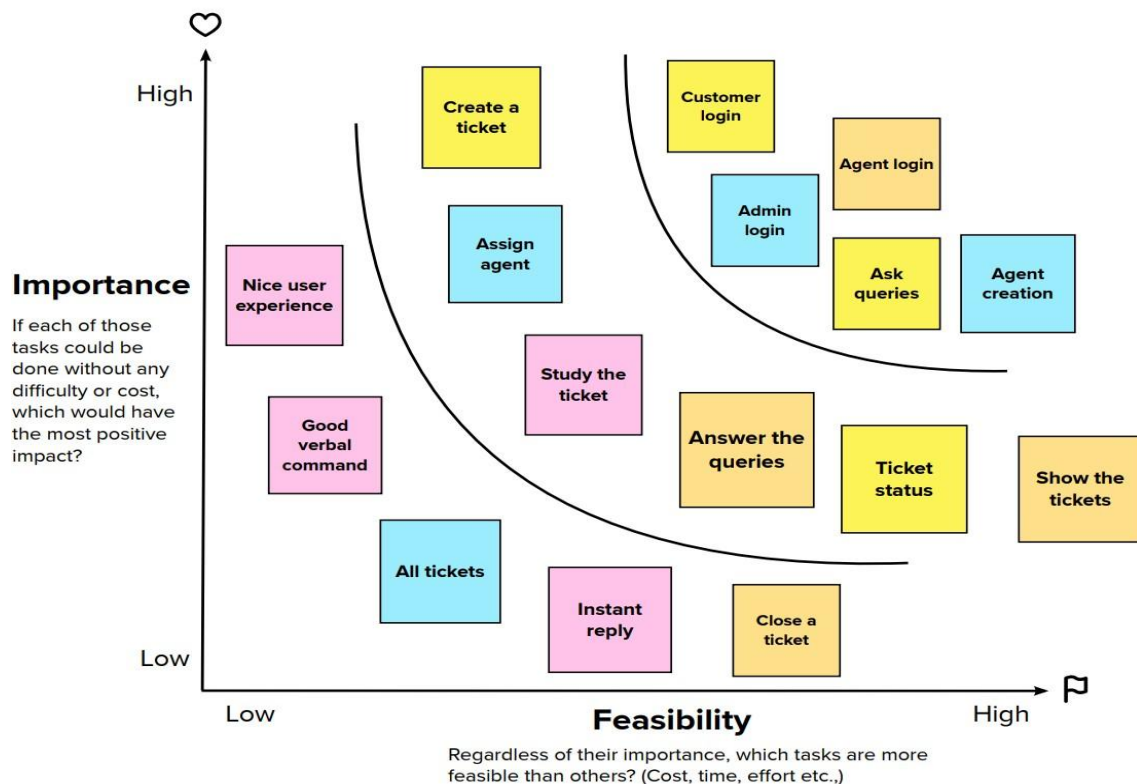 High
Importance
If each of those
tasks could be
done without any
difficulty or cost,
which would have
the most positive
impact?
Low
Create a
ticket
Customer
login
Agent login
Admin
login
Assign
agent
Ask
queries
Agent
creation
Nice user
experience
Study the
ticket
Good
verbal
command
Answer the
queries
Ticket
status
Show the
tickets
All tickets
Instant
reply
Close a
ticket
Low
Feasibility
High
Regardless of their importance, which tasks are more
feasible than others? (Cost, time, effort etc.,)